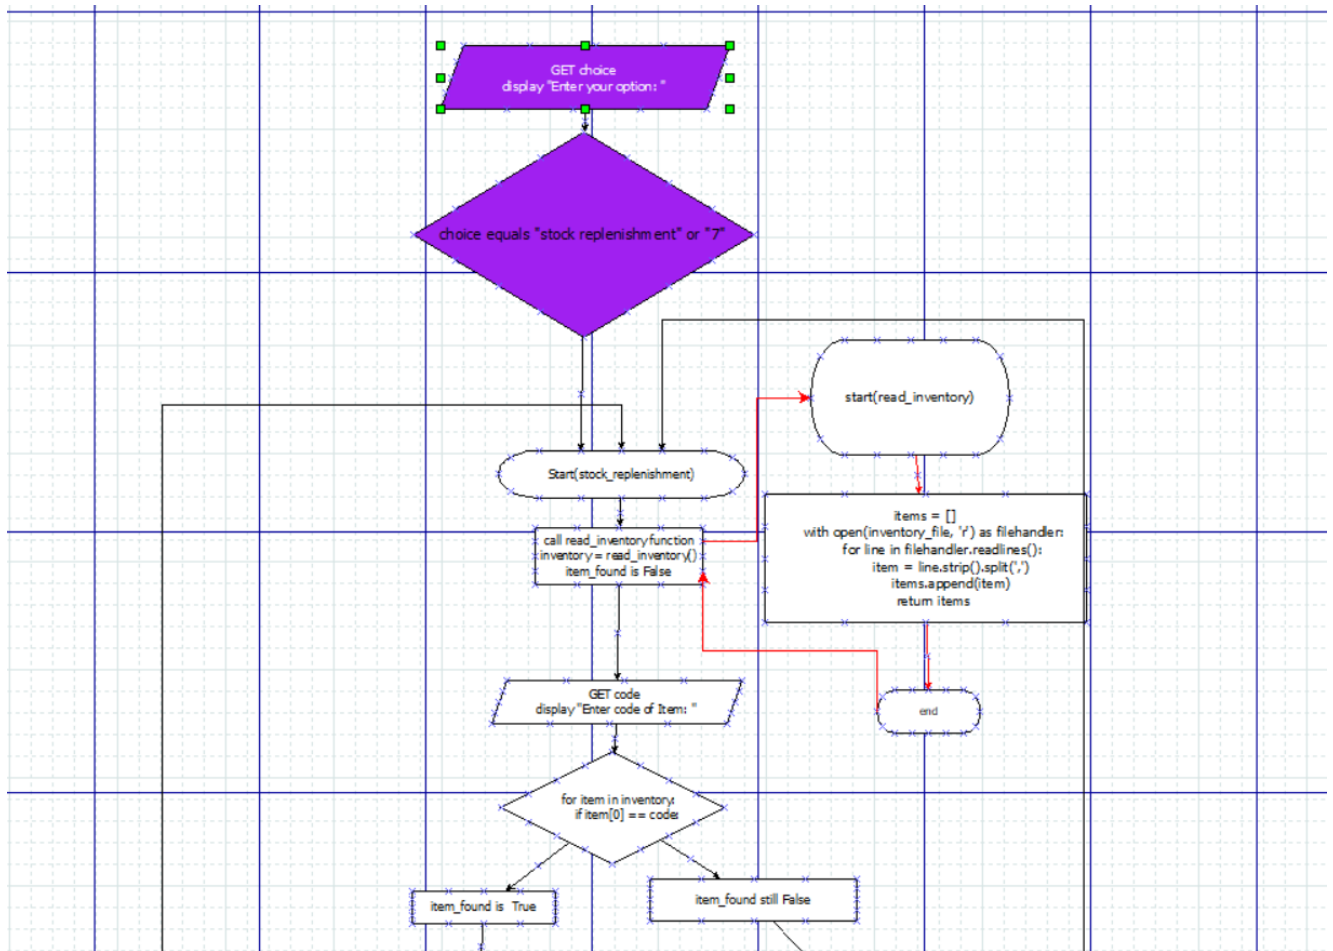 GET choice
display "Enter your option: "
choice equals "stock replenishment" or "7"
start(read_inventory)
Start(stock_replenishment)
call read_inventory function
inventory = read_inventory()
item_found is False
items = []
with open(inventory_file, 'r') as filehandler:
for line in filehandler.readlines():
item = line.strip().split(',')
items.append(item)
return items
GET code
display "Enter code of Item: "
end
for item in inventory:
if item[0] == code:
item_found is True
item_found still False